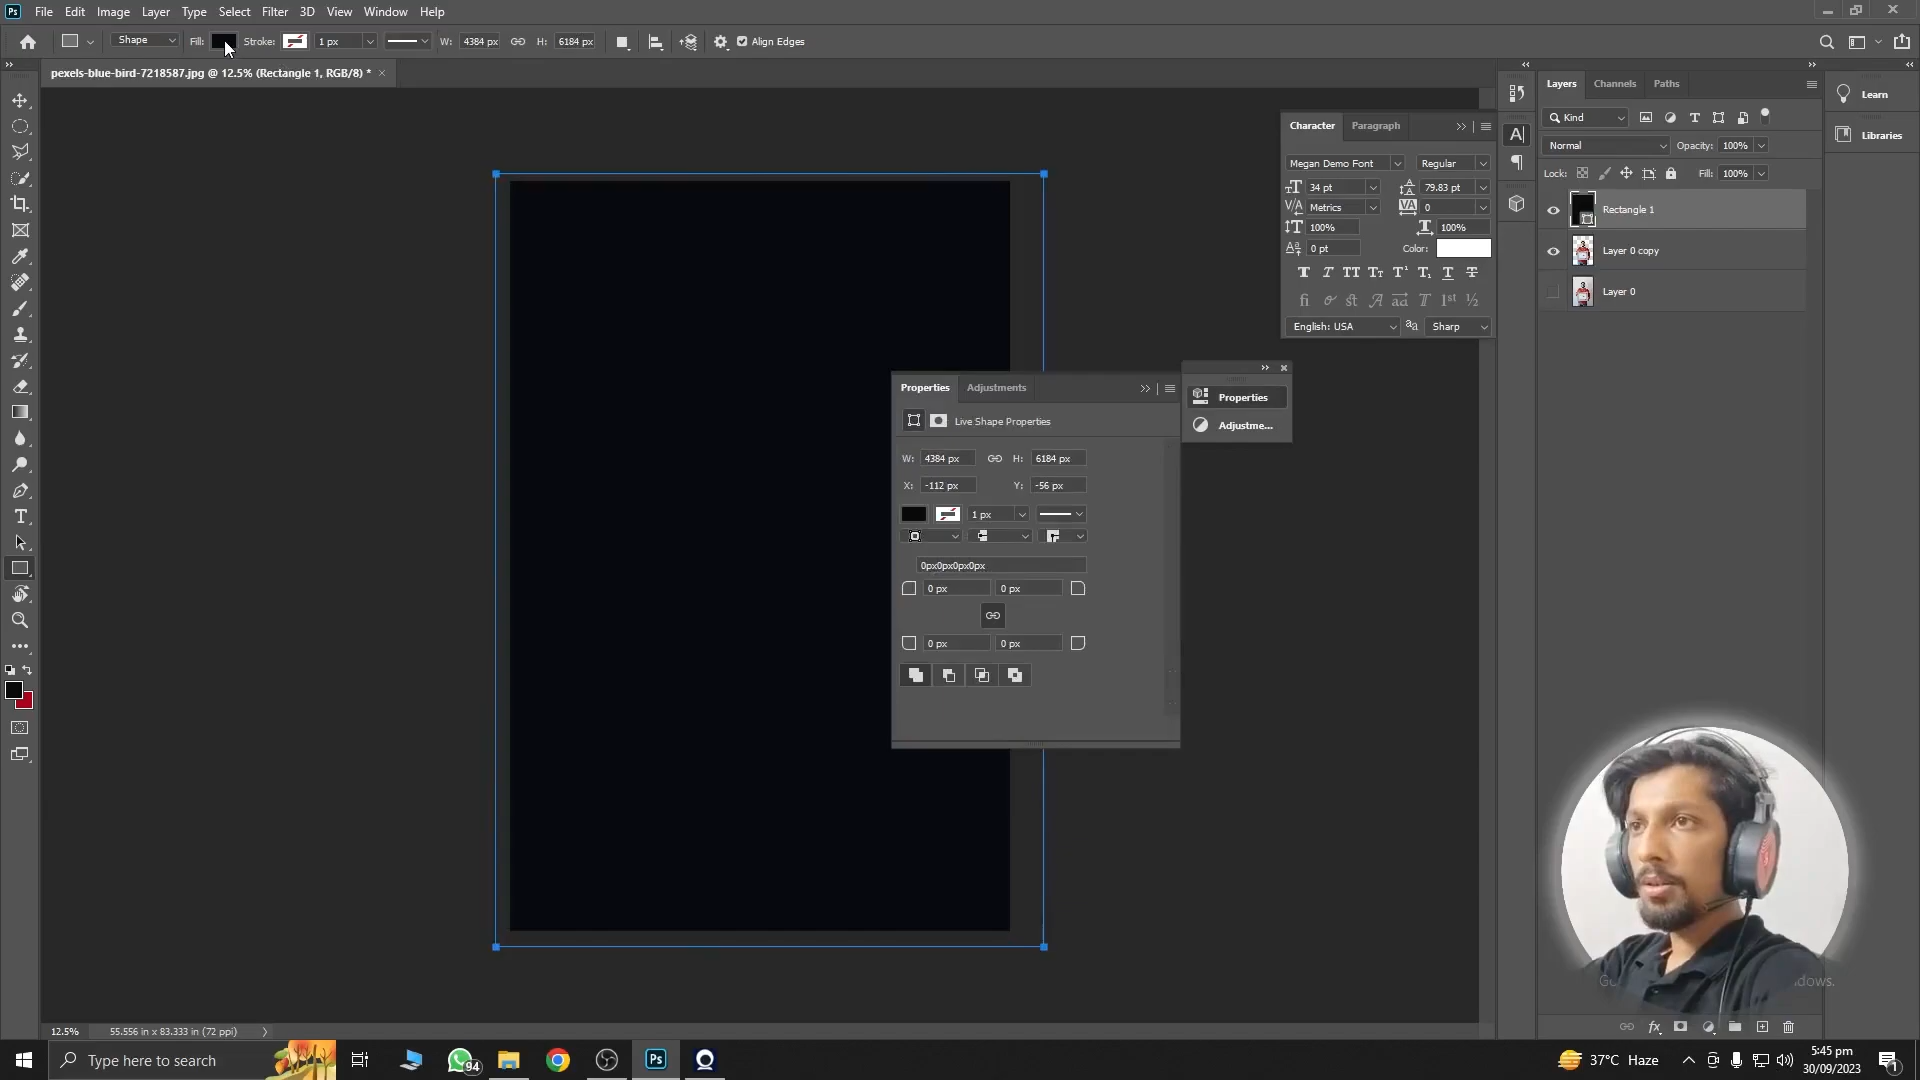 Ps File Edit Image Layer Type Select Filter 3D View Window Help
Shape Fill: Stroke: 1 px W: 4384 px H: 6184 px Align Edges
pexels-blue-bird-7218587.jpg @ 12.5% (Rectangle 1, RGB/8) * ×
Character Paragraph
Megan Demo Font Regular
34 pt 79.83 pt
Metrics 0
100% 100%
0 pt Color:
English: USA Sharp
Layers Channels Paths
Kind
Normal Opacity: 100%
Lock: Fill: 100%
Rectangle 1
Layer 0 copy
Layer 0
Learn
Libraries
Properties Adjustments
Live Shape Properties
W: 4384 px H: 6184 px
X: -112 px Y: -56 px
1 px
0px0px0px0px
0 px 0 px
0 px 0 px
Properties
Adjustme...
12.5% 55.556 in x 83.333 in (72 ppi)
Type here to search
94
Ps
37°C Haze
5:45 pm
30/09/2023
1